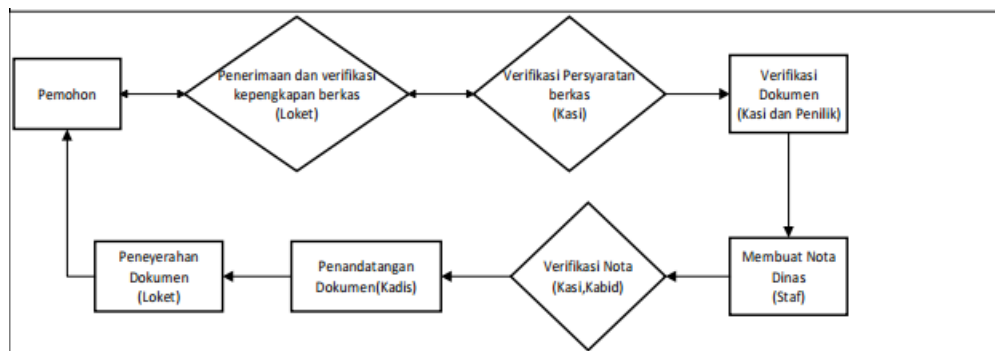 Pemohon
Penerimaan dan verifikasi
kepengkapan berkas
(Loket)
Verifikasi Persyaratan
berkas
(Kasi)
Verifikasi
Dokumen
(Kasi dan Penilik)
Membuat Nota
Dinas
(Staf)
Verifikasi Nota
(Kasi,Kabid)
Penandatangan
Dokumen(Kadis)
Peneyerahan
Dokumen
(Loket)